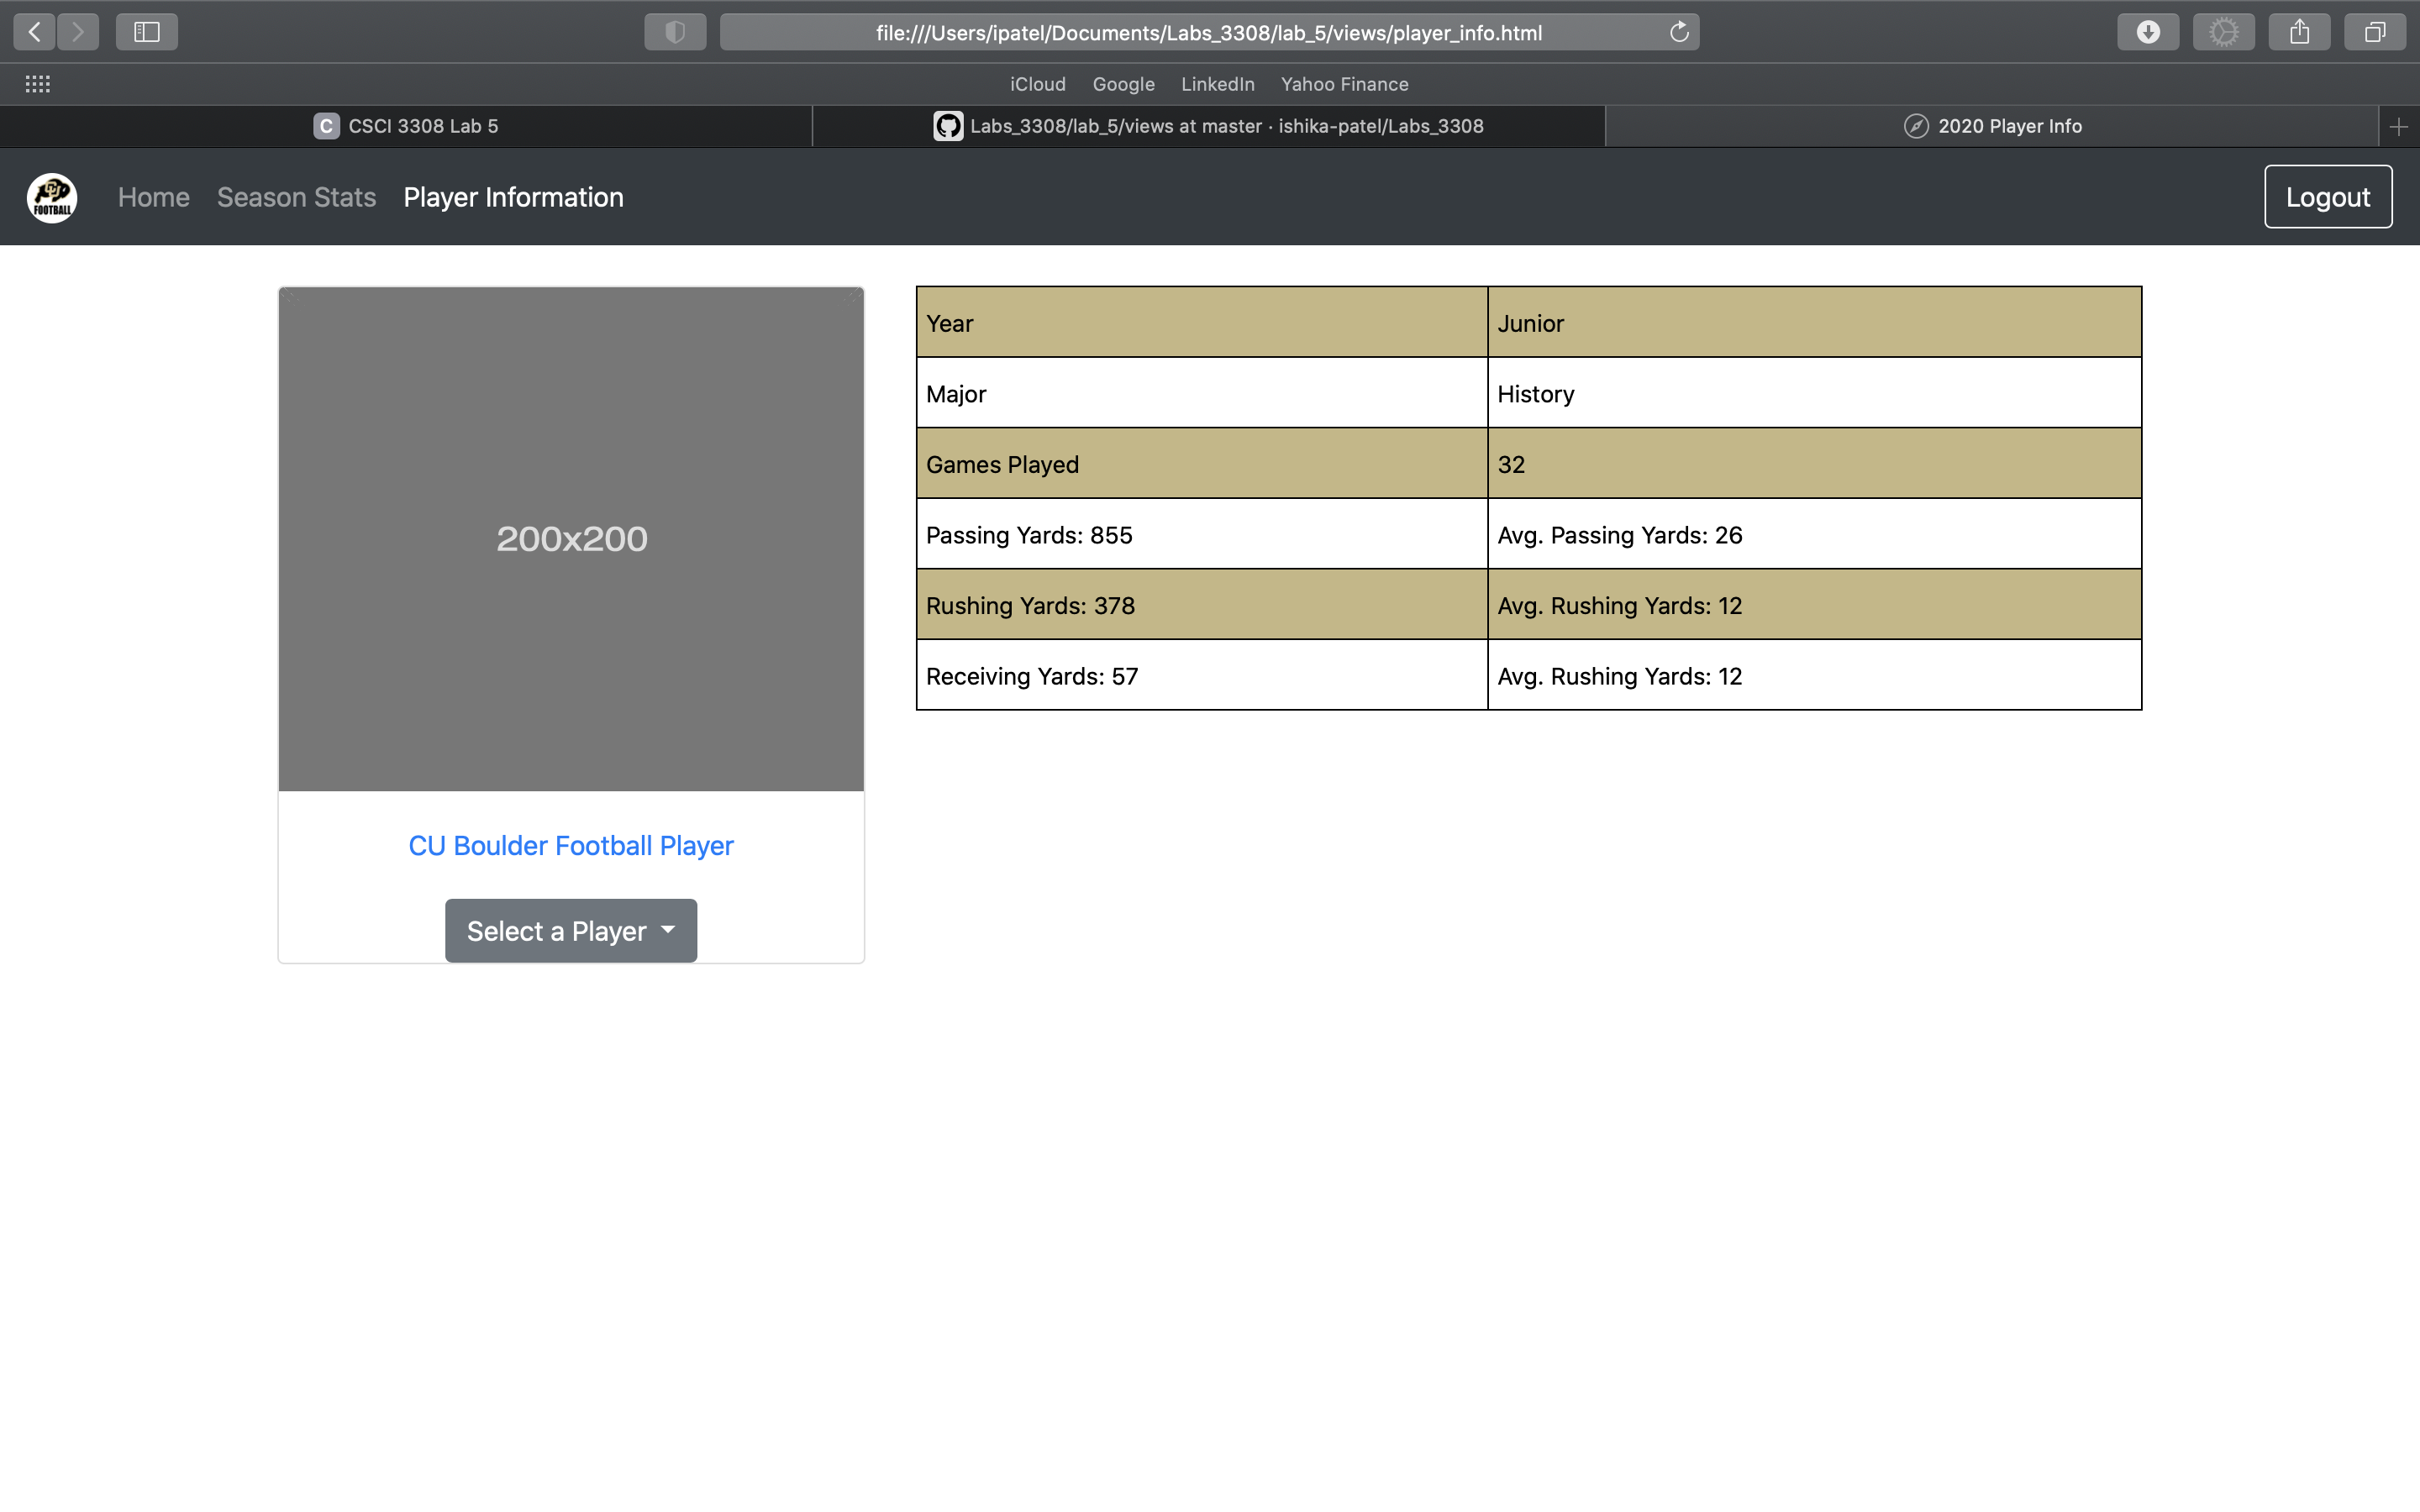 file:///Users/ipatel/Documents/Labs_3308/lab_5/views/player_info.html
iCloud Google LinkedIn Yahoo Finance
C CSCI 3308 Lab 5 Labs_3308/lab_5/views at master · ishika-patel/Labs_3308 2020 Player Info
CU FOOTBALL Home Season Stats Player Information Logout
200x200
CU Boulder Football Player
Select a Player
Year Junior
Major History
Games Played 32
Passing Yards: 855 Avg. Passing Yards: 26
Rushing Yards: 378 Avg. Rushing Yards: 12
Receiving Yards: 57 Avg. Rushing Yards: 12